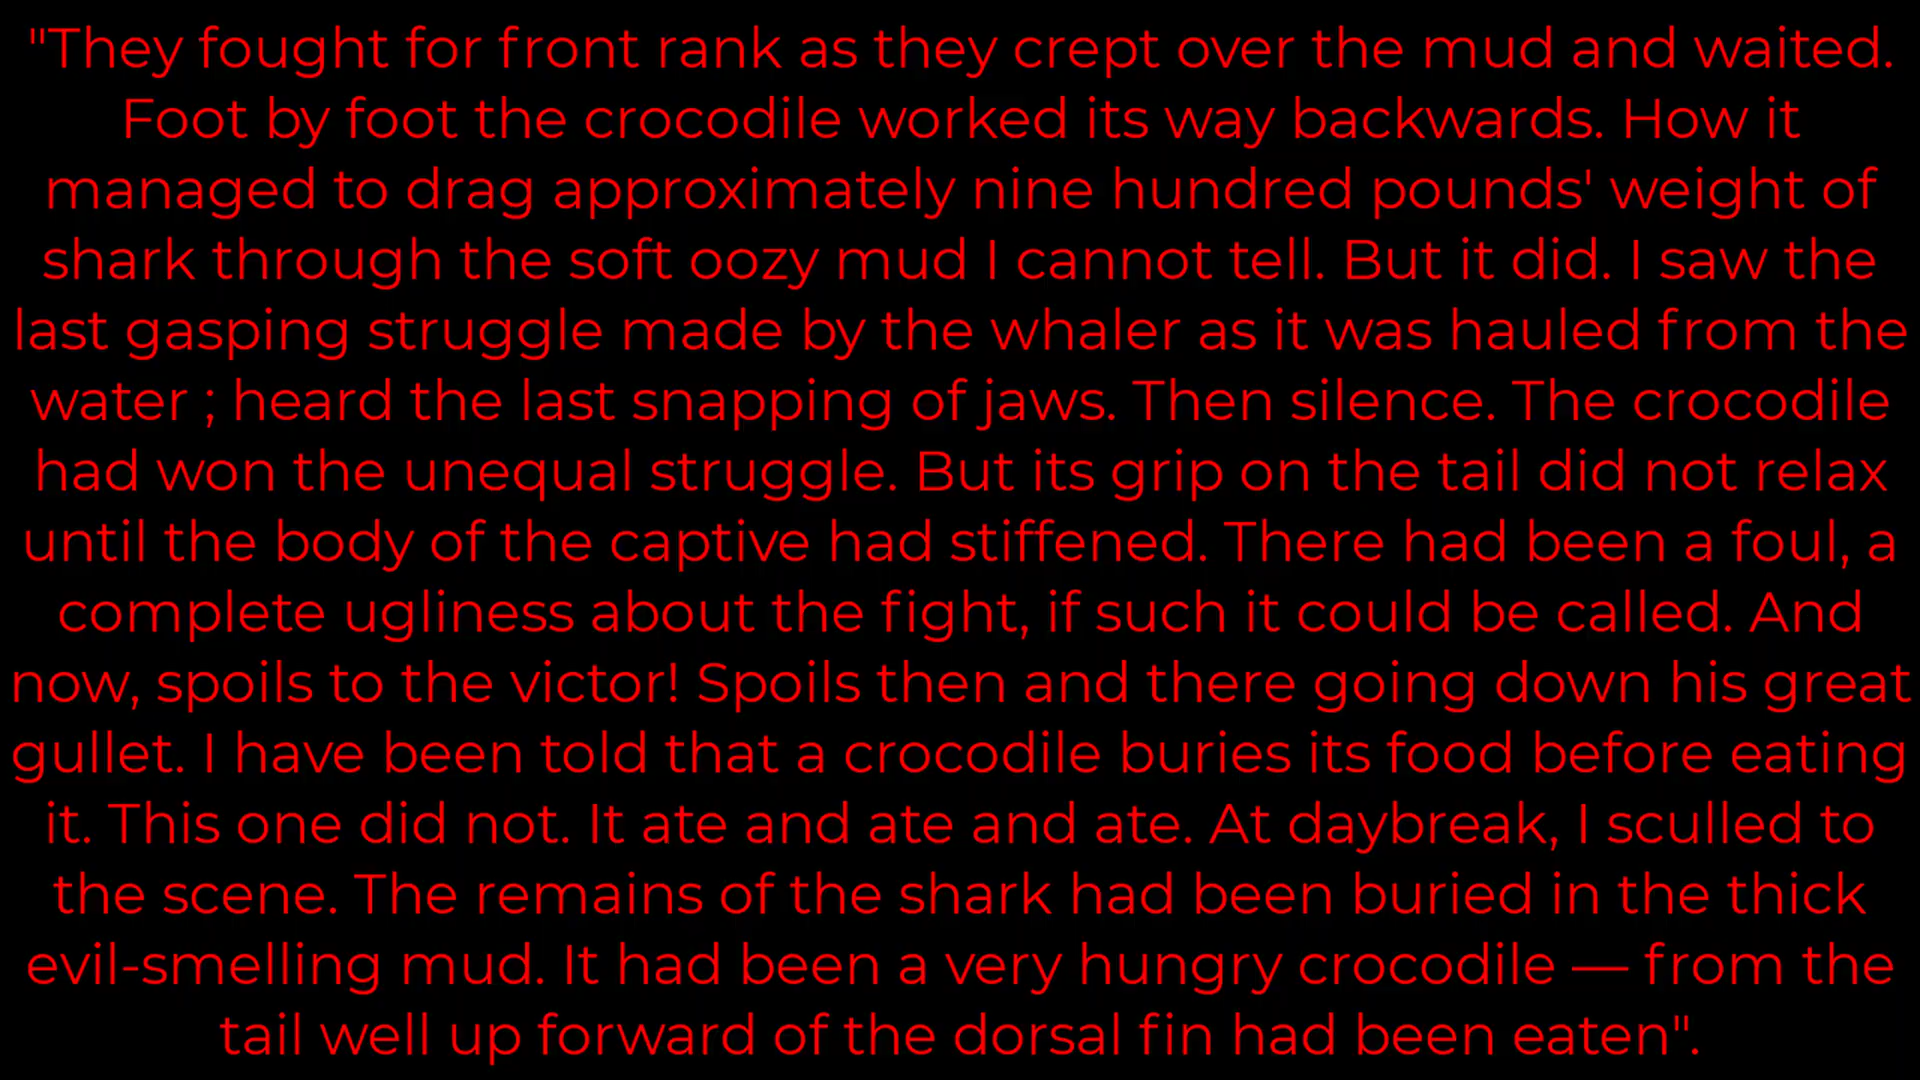 "They fought for front rank as they crept over the mud and waited.
Foot by foot the crocodile worked its way backwards. How it
managed to drag approximately nine hundred pounds' weight of
shark through the soft oozy mud I cannot tell. But it did. I saw the
last gasping struggle made by the whaler as it was hauled from the
water ; heard the last snapping of jaws. Then silence. The crocodile
had won the unequal struggle. But its grip on the tail did not relax
until the body of the captive had stiffened. There had been a foul, a
complete ugliness about the fight, if such it could be called. And
now, spoils to the victor! Spoils then and there going down his great
gullet. I have been told that a crocodile buries its food before eating
it. This one did not. It ate and ate and ate. At daybreak, I sculled to
the scene. The remains of the shark had been buried in the thick
evil-smelling mud. It had been a very hungry crocodile — from the
tail well up forward of the dorsal fin had been eaten".